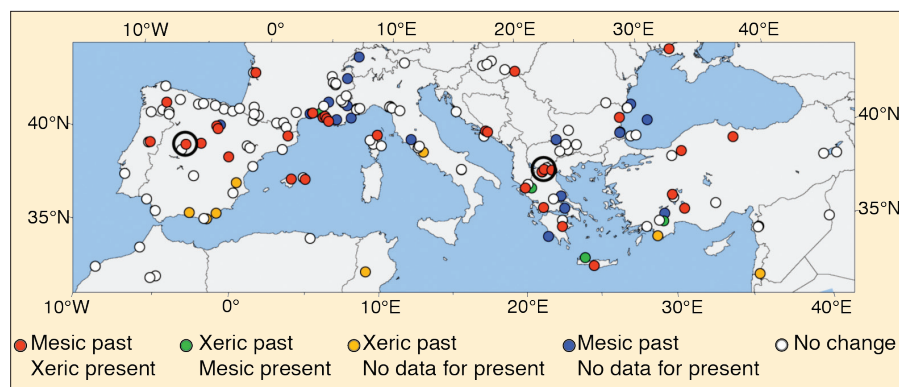 10°W 0° 10°E 20°E 30°E 40°E
40°N 40°N
35°N 35°N
10°W 0° 10°E 20°E 30°E 40°E
Mesic past Xeric past Xeric past Mesic past No change
Xeric present Mesic present No data for present No data for present